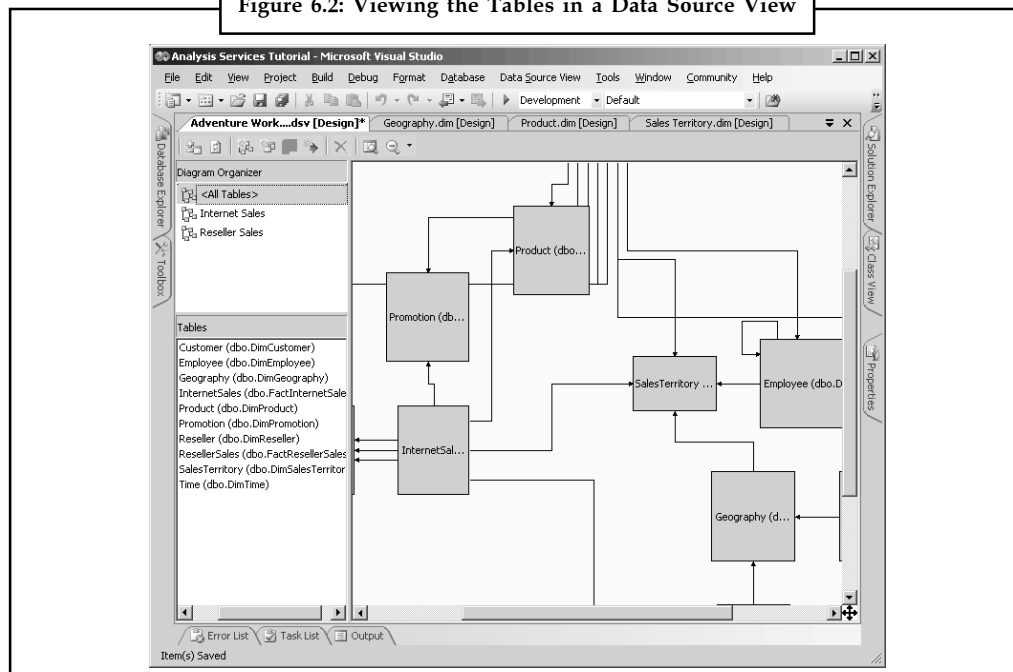 Figure 6.2: Viewing the Tables in a Data Source View
Analysis Services Tutorial - Microsoft Visual Studio
File Edit View Project Build Debug Format Database Data Source View Tools Window Community Help
Development Default
Adventure Work....dsv [Design]* Geography.dim [Design] Product.dim [Design] Sales Territory.dim [Design]
Database Explorer
Toolbox
Diagram Organizer
<All Tables>
Internet Sales
Reseller Sales
Tables
Customer (dbo.DimCustomer)
Employee (dbo.DimEmployee)
Geography (dbo.DimGeography)
InternetSales (dbo.FactInternetSale
Product (dbo.DimProduct)
Promotion (dbo.DimPromotion)
Reseller (dbo.DimReseller)
ResellerSales (dbo.FactResellerSales
SalesTerritory (dbo.DimSalesTerritor
Time (dbo.DimTime)
Product (dbo...
Promotion (db...
SalesTerritory ...
Employee (dbo.D
InternetSal...
Geography (d...
Solution Explorer
Class View
Properties
Error List Task List Output
Item(s) Saved